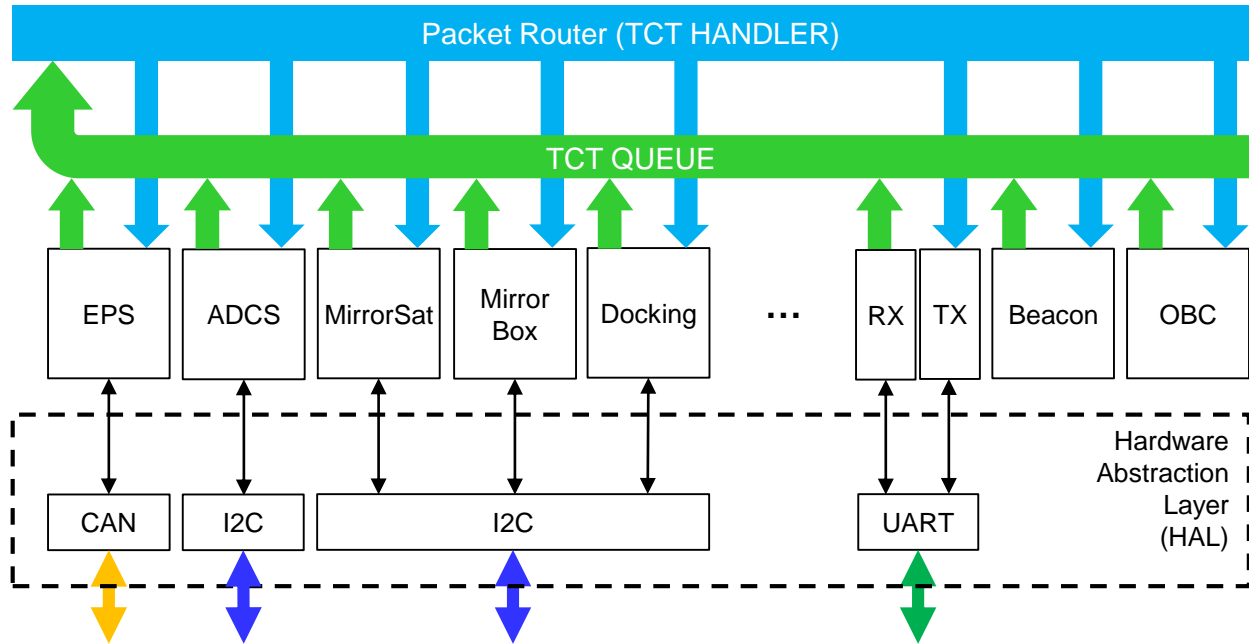 Packet Router (TCT HANDLER)
TCT QUEUE
EPS
ADCS
MirrorSat
Mirror
Box
Docking
...
RX
TX
Beacon
OBC
Hardware
Abstraction
Layer
(HAL)
CAN
I2C
I2C
UART